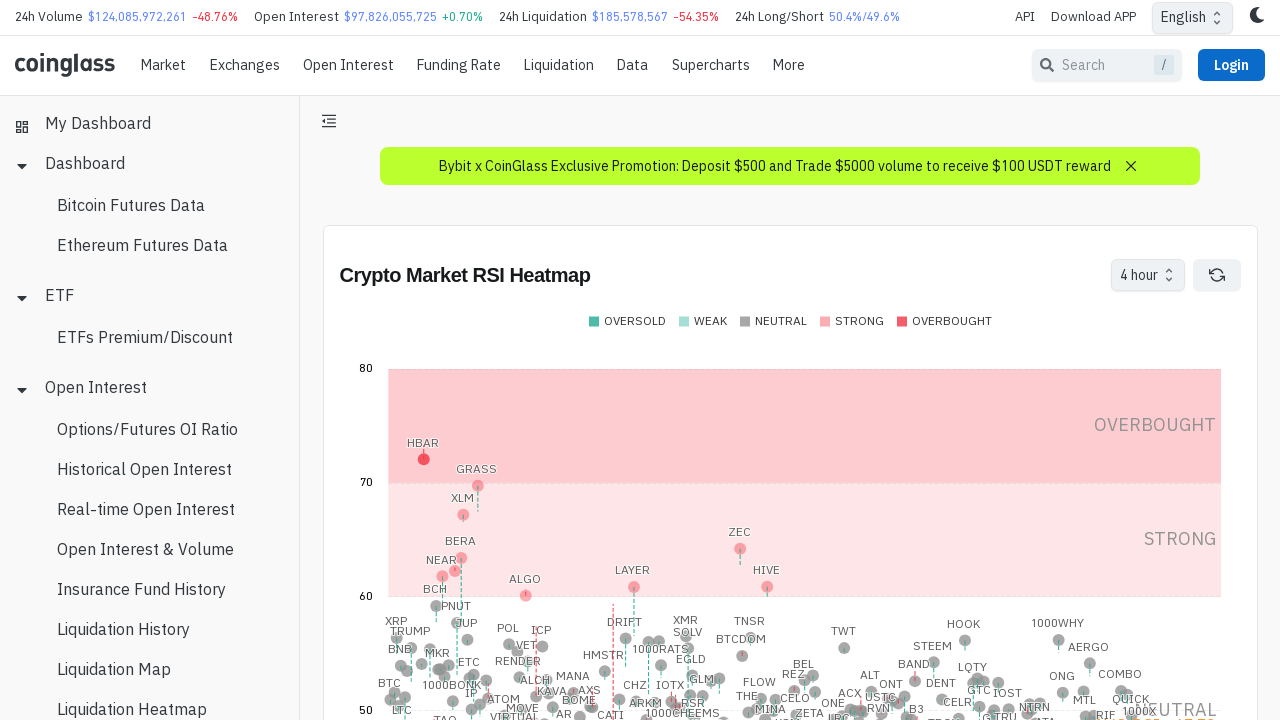 24h Volume $124,085,972,261 -48.76% Open Interest $97,826,055,725 +0.70% 24h Liquidation $185,578,567 -54.35% 24h Long/Short 50.4%/49.6% API Download APP English
coinglass Market Exchanges Open Interest Funding Rate Liquidation Data Supercharts More Search / Login
My Dashboard
Dashboard
Bitcoin Futures Data
Ethereum Futures Data
ETF
ETFs Premium/Discount
Open Interest
Options/Futures OI Ratio
Historical Open Interest
Real-time Open Interest
Open Interest & Volume
Insurance Fund History
Liquidation History
Liquidation Map
Liquidation Heatmap
Bybit x CoinGlass Exclusive Promotion: Deposit $500 and Trade $5000 volume to receive $100 USDT reward
Crypto Market RSI Heatmap 4 hour
OVERSOLD WEAK NEUTRAL STRONG OVERBOUGHT
80
OVERBOUGHT
HBAR
GRASS
70
XLM
ZEC
STRONG
BERA
NEAR
LAYER HIVE
ALGO
BCH
60
PNUT
XRP JUP DRIFT XMR TNSR HOOK 1000WHY
TRUMP POL ICP SOLV TWT
BTCDOM
BNB MKR VET 1000RATS STEEM AERGO
ETC RENDER HMSTR EGLD BEL BAND LQTY
BTC 1000BONK ALCH MANA CHZ IOTX GLM FLOW REZ ALT ONT DENT ONG COMBO
IP KAVA AXS GTC IOST
LTC ATOM MOVE BOME ARKM RSR THE CELO ACX USTC CELR MTL QUICK
ONE
50 VIRTUAL AR CATI 1000CHEEMS MINA ZETA RVN B3 NTRN 1000X
NEUTRAL